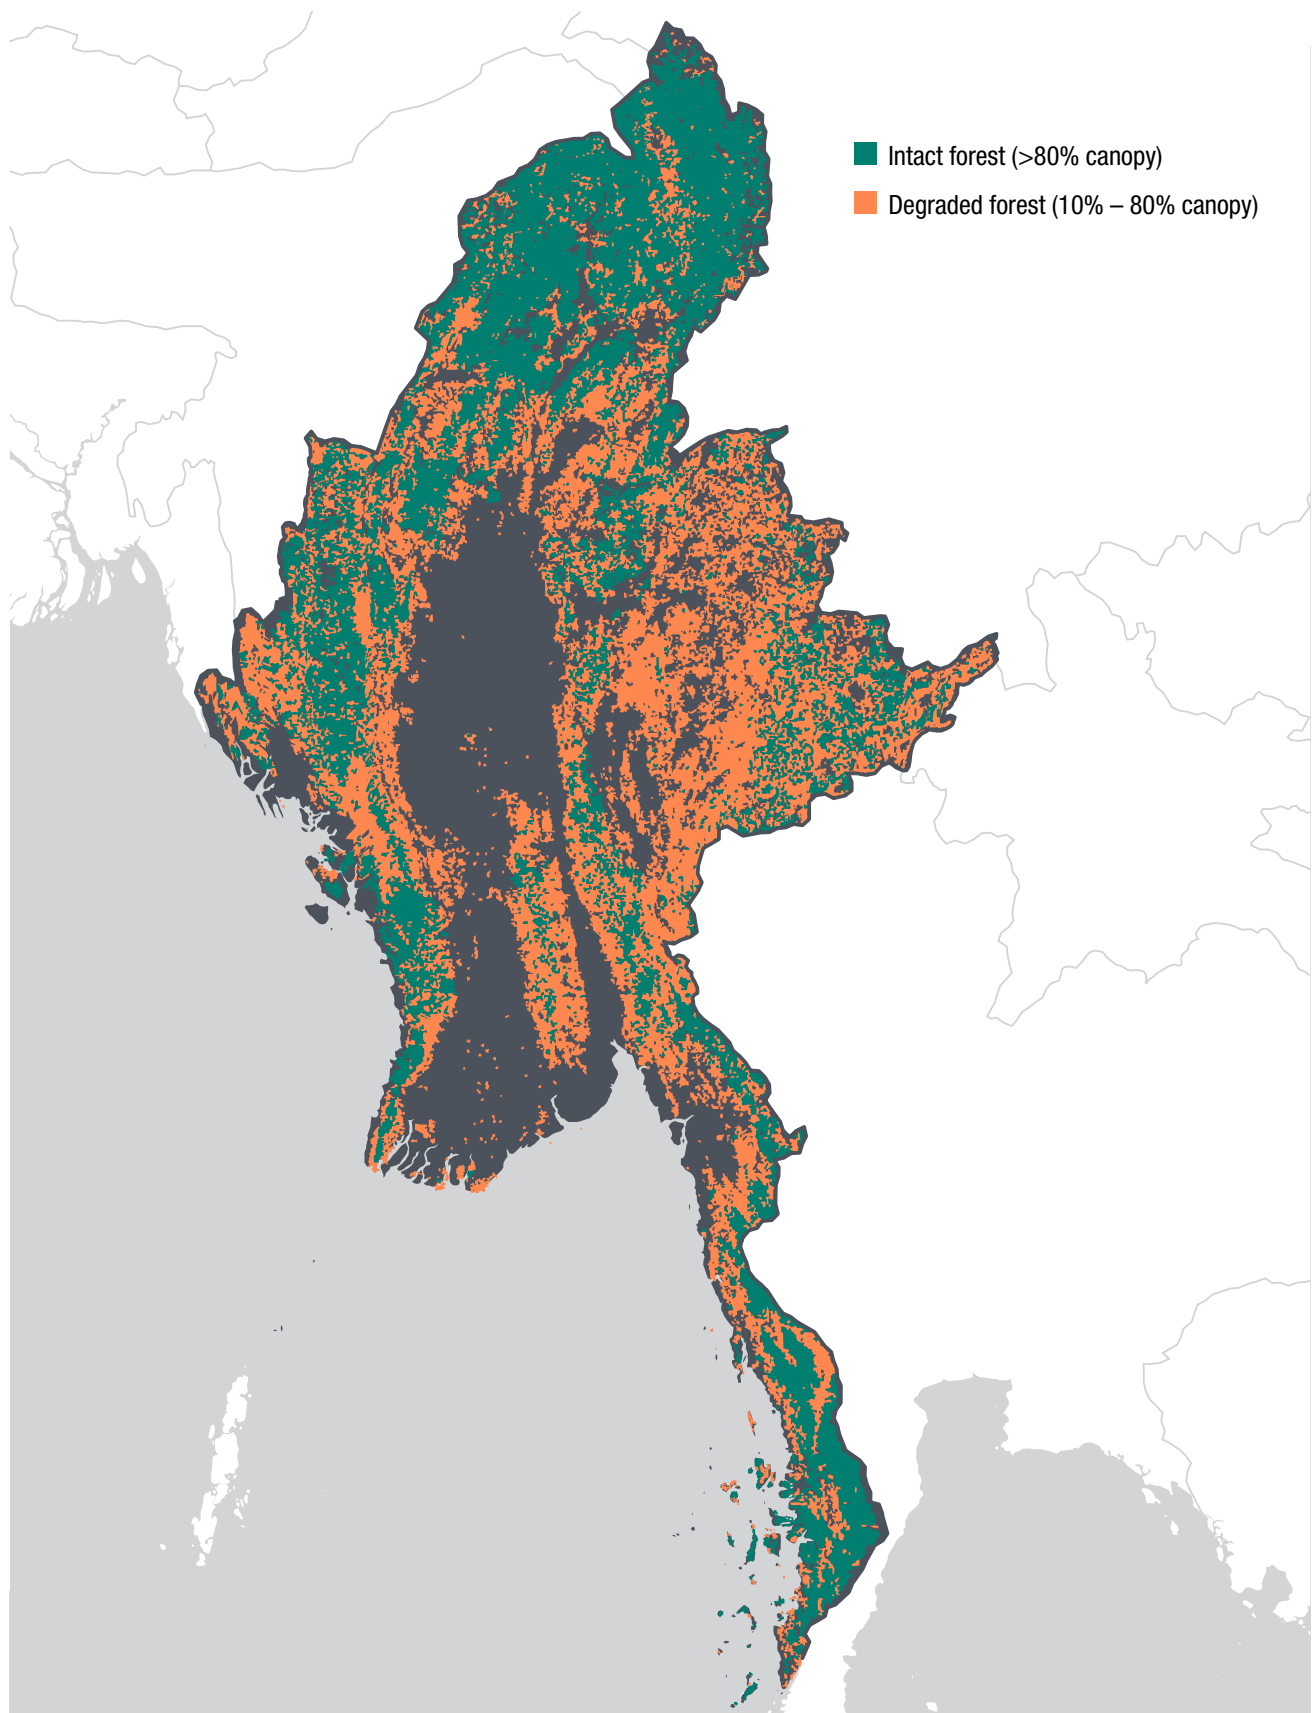 Intact forest (>80% canopy)
Degraded forest (10% – 80% canopy)